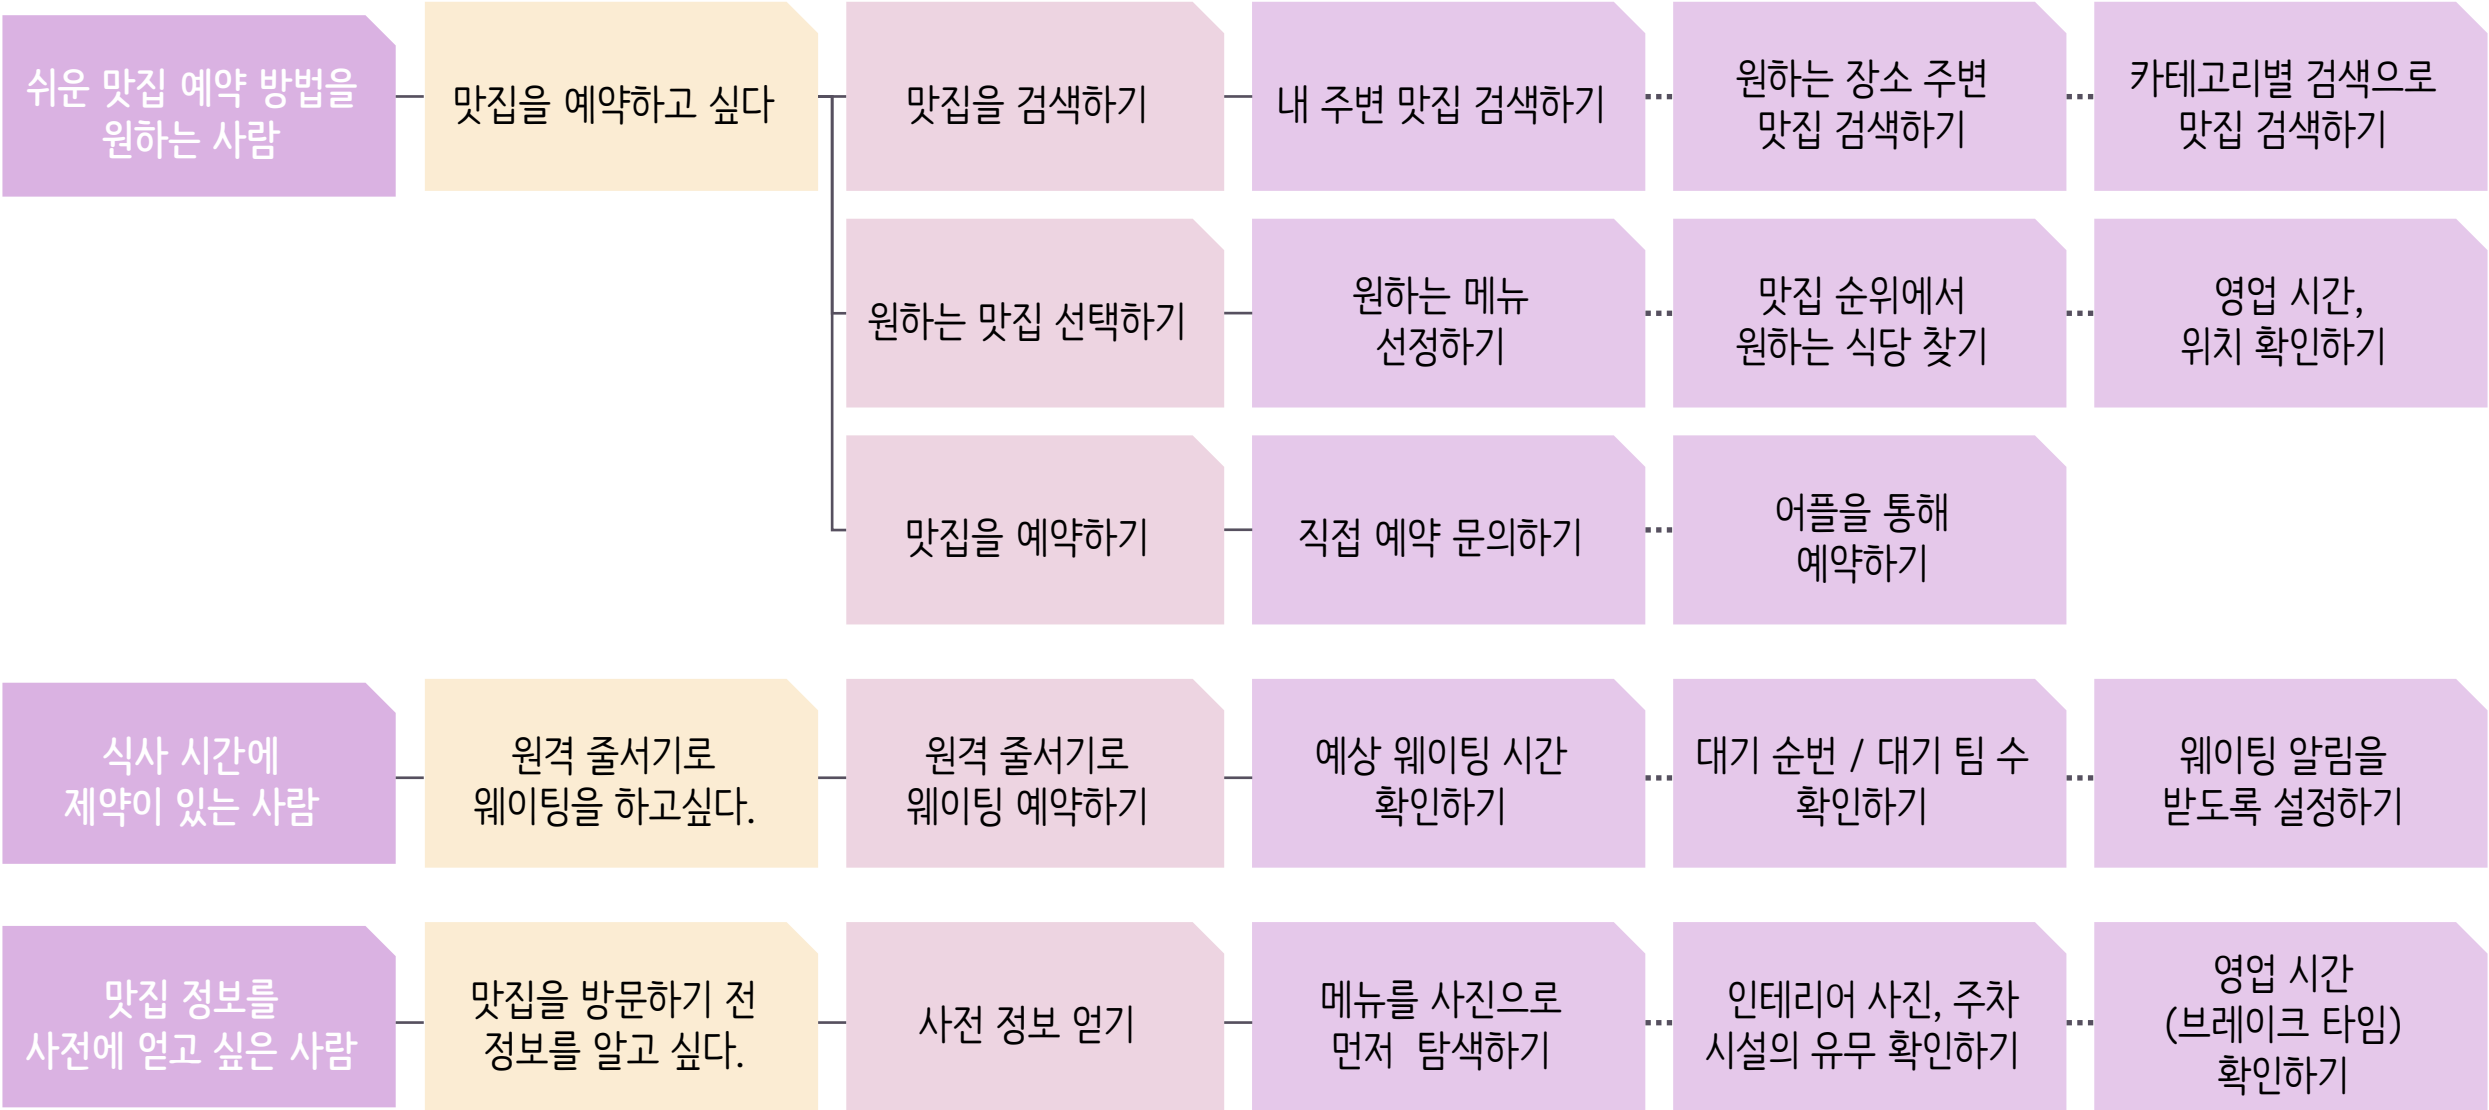 쉬운 맛집 예약 방법을
원하는 사람
맛집을 예약하고 싶다
맛집을 검색하기
내 주변 맛집 검색하기
원하는 장소 주변
맛집 검색하기
카테고리별 검색으로
맛집 검색하기
원하는 맛집 선택하기
원하는 메뉴
선정하기
맛집 순위에서
원하는 식당 찾기
영업 시간,
위치 확인하기
맛집을 예약하기
직접 예약 문의하기
어플을 통해
예약하기
식사 시간에
제약이 있는 사람
원격 줄서기로
웨이팅을 하고싶다.
원격 줄서기로
웨이팅 예약하기
예상 웨이팅 시간
확인하기
대기 순번 / 대기 팀 수
확인하기
웨이팅 알림을
받도록 설정하기
맛집 정보를
사전에 얻고 싶은 사람
맛집을 방문하기 전
정보를 알고 싶다.
사전 정보 얻기
메뉴를 사진으로
먼저  탐색하기
인테리어 사진, 주차
시설의 유무 확인하기
영업 시간
(브레이크 타임)
확인하기